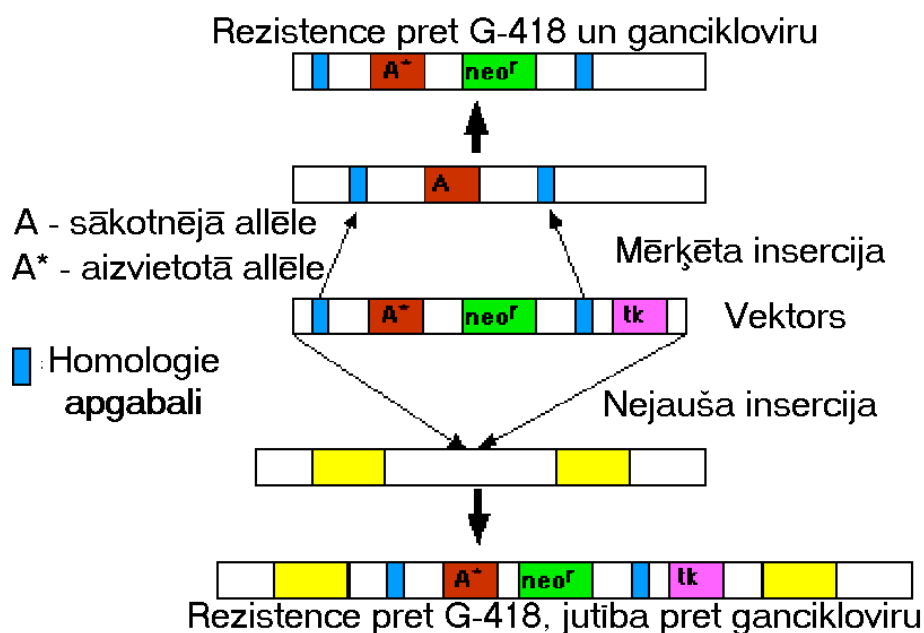 Rezistence pret G-418 un gancikloviru
A* neoʳ
A
A - sākotnējā allēle
A* - aizvietotā allēle
Mērķēta insercija
A* neoʳ tk
Vektors
Homologie
apgabali
Nejauša insercija
A* neoʳ tk
Rezistence pret G-418, jutība pret gancikloviru